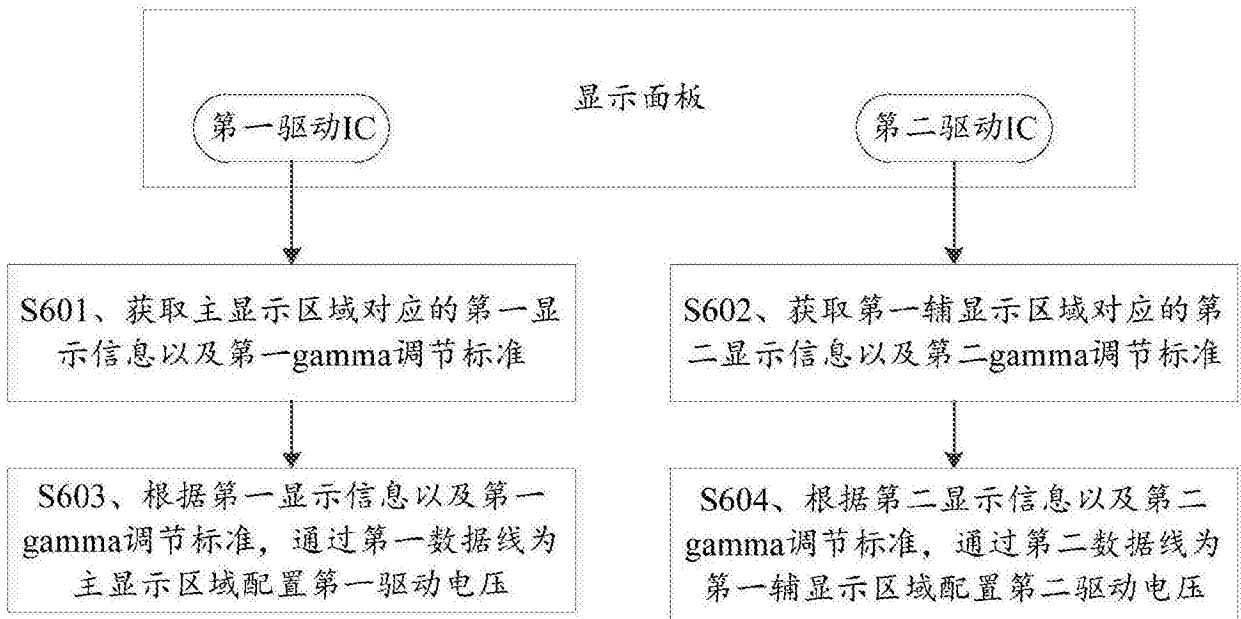 显示面板
第一驱动IC
第二驱动IC
S601、获取主显示区域对应的第一显
示信息以及第一gamma调节标准
S602、获取第一辅显示区域对应的第
二显示信息以及第二gamma调节标准
S603、根据第一显示信息以及第一
gamma调节标准，通过第一数据线为
主显示区域配置第一驱动电压
S604、根据第二显示信息以及第二
gamma调节标准，通过第二数据线为
第一辅显示区域配置第二驱动电压